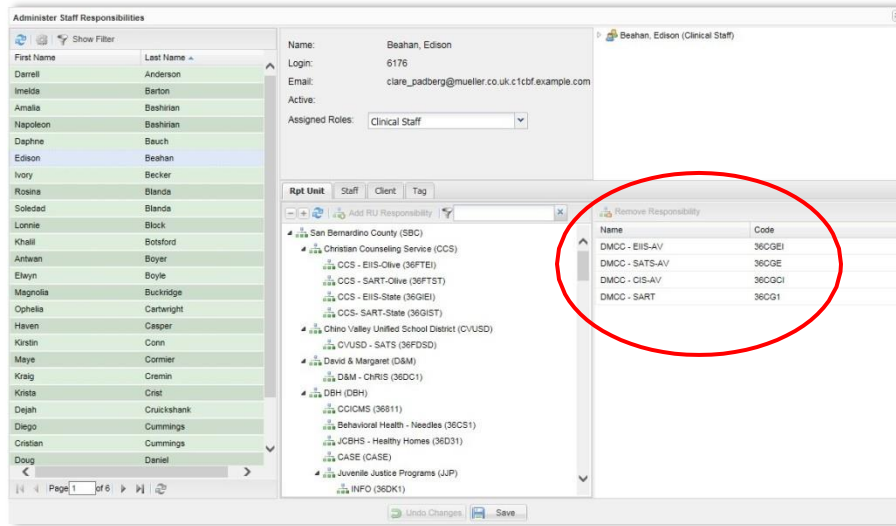 Administer Staff Responsibilities
Show Filter
First Name Last Name
Darrell Anderson
Imelda Barton
Amalia Bashirian
Napoleon Bashirian
Daphne Bauch
Edison Beahan
Ivory Becker
Rosina Blanda
Soledad Blanda
Lonnie Block
Khalil Botsford
Antwan Boyer
Elwyn Boyle
Magnolia Buckridge
Ophelia Cartwright
Haven Casper
Kirstin Conn
Maye Cormier
Kraig Cremin
Krista Crist
Dejah Cruickshank
Diego Cummings
Cristian Cummings
Doug Daniel
Page 1 of 6
Name: Beahan, Edison
Login: 6176
Email: clare_padberg@mueller.co.uk.c1cbf.example.com
Active:
Assigned Roles: Clinical Staff
Beahan, Edison (Clinical Staff)
Rpt Unit Staff Client Tag
Add RU Responsibility
San Bernardino County (SBC)
Christian Counseling Service (CCS)
CCS - EIIS-Olive (36FTEI)
CCS - SART-Olive (36FTST)
CCS - EIIS-State (36GIEI)
CCS- SART-State (36GIST)
Chino Valley Unified School District (CVUSD)
CVUSD - SATS (36FDSD)
David & Margaret (D&M)
D&M - ChRIS (36DC1)
DBH (DBH)
CCICMS (36811)
Behavioral Health - Needles (36CS1)
JCBHS - Healthy Homes (36D31)
CASE (CASE)
Juvenile Justice Programs (JJP)
INFO (36DK1)
Remove Responsibility
Name Code
DMCC - EIIS-AV 36CGEI
DMCC - SATS-AV 36CGE
DMCC - CIS-AV 36CGCI
DMCC - SART 36CG1
Undo Changes Save